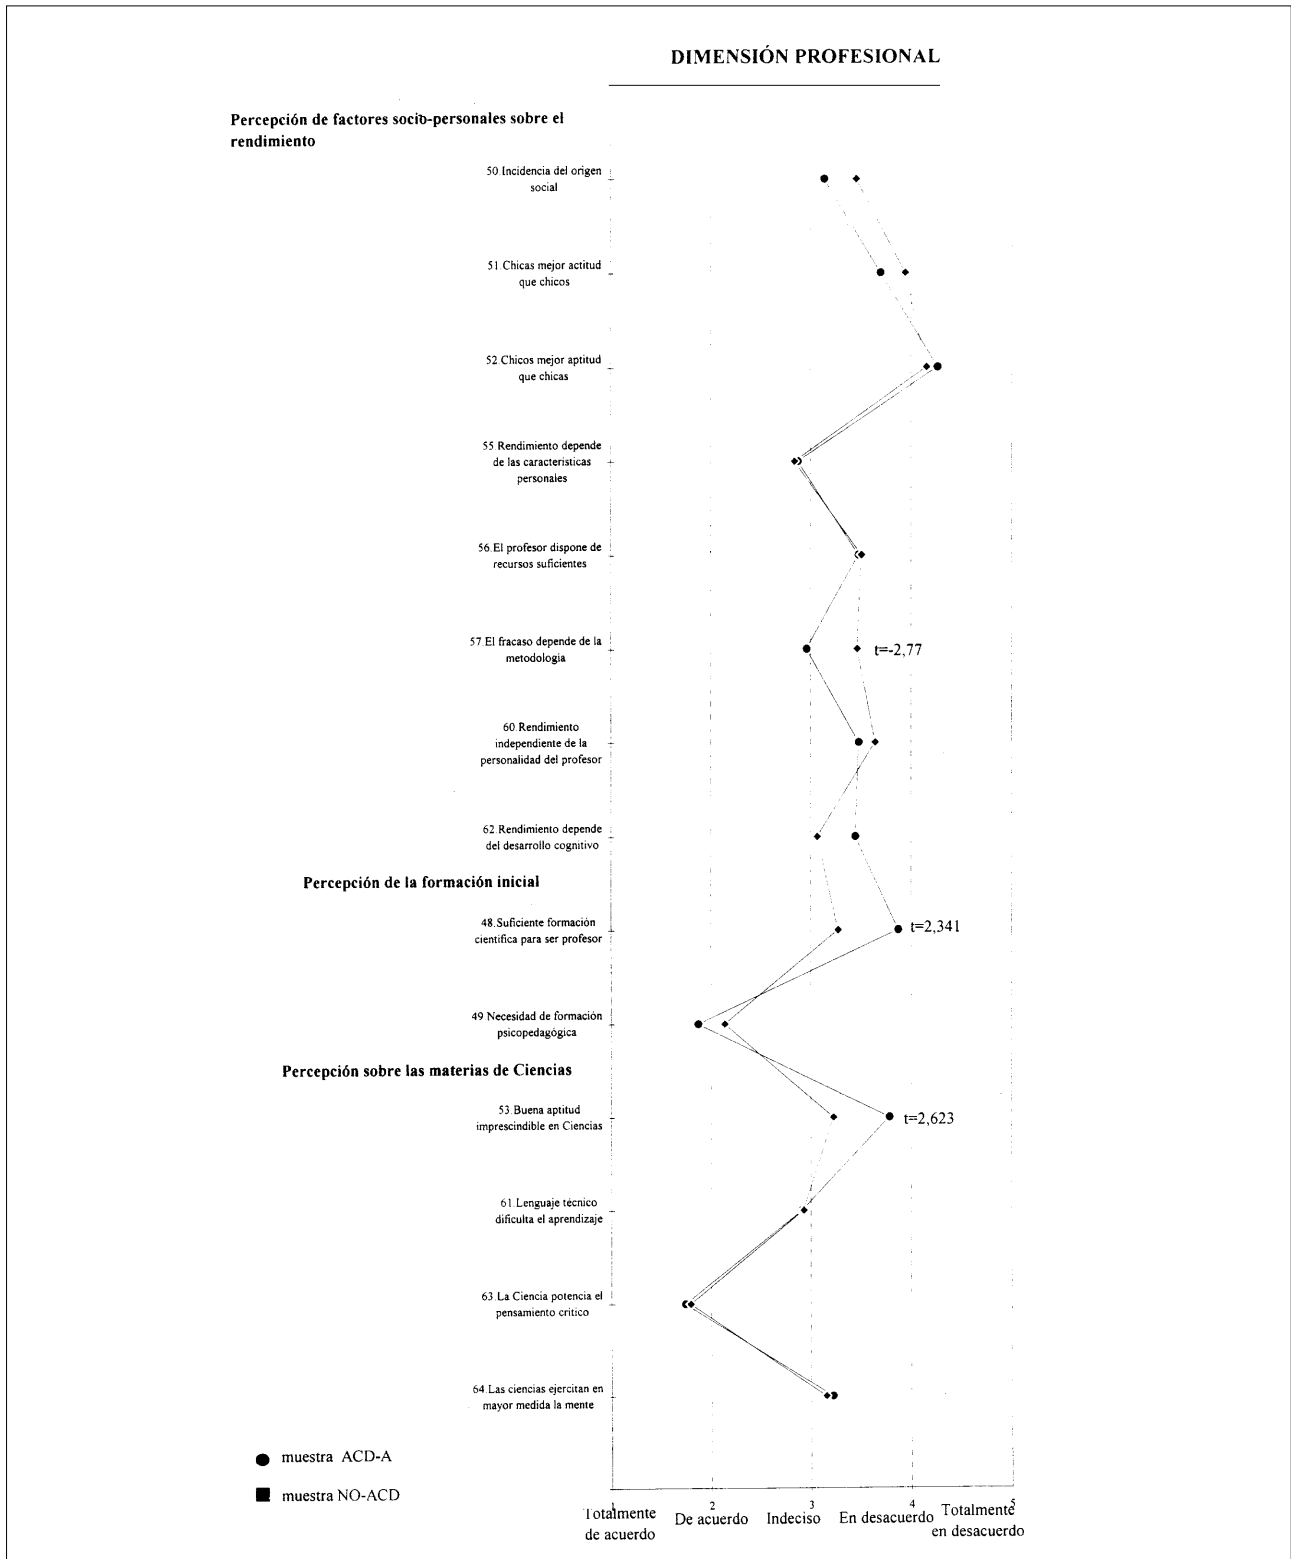 DIMENSIÓN PROFESIONAL
Percepción de factores socio-personales sobre el
rendimiento
50.Incidencia del origen
social
51.Chicas mejor actitud
que chicos
52.Chicos mejor aptitud
que chicas
55.Rendimiento depende
de las características
personales
56.El profesor dispone de
recursos suficientes
57.El fracaso depende de la
metodología
t=-2,77
60.Rendimiento
independiente de la
personalidad del profesor
62.Rendimiento depende
del desarrollo cognitivo
Percepción de la formación inicial
48.Suficiente formación
científica para ser profesor
t=2,341
49.Necesidad de formación
psicopedagógica
Percepción sobre las materias de Ciencias
53.Buena aptitud
imprescindible en Ciencias
t=2,623
61.Lenguaje técnico
dificulta el aprendizaje
63.La Ciencia potencia el
pensamiento crítico
64.Las ciencias ejercitan en
mayor medida la mente
muestra ACD-A
muestra NO-ACD
1 2 3 4 5
Totalmente De acuerdo Indeciso En desacuerdo Totalmente
de acuerdo en desacuerdo